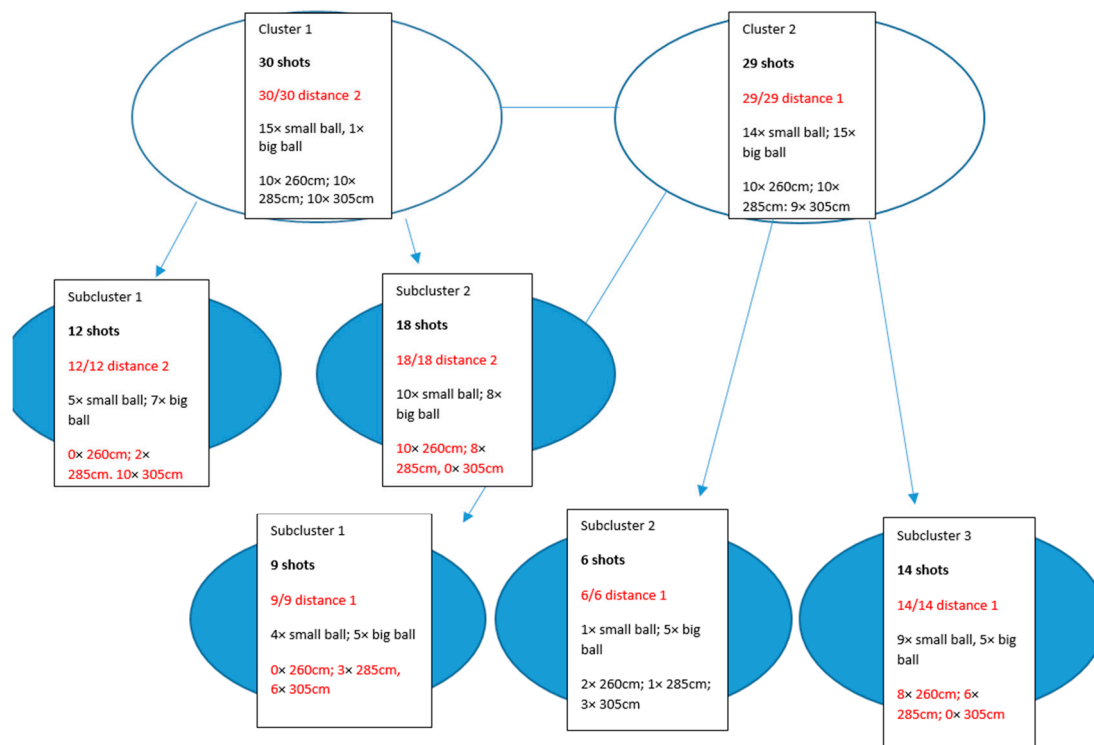 Cluster 1
30 shots
30/30 distance 2
15× small ball, 1×
big ball
10× 260cm; 10×
285cm; 10× 305cm
Cluster 2
29 shots
29/29 distance 1
14× small ball; 15×
big ball
10× 260cm; 10×
285cm: 9× 305cm
Subcluster 1
12 shots
12/12 distance 2
5× small ball; 7× big
ball
0× 260cm; 2×
285cm. 10× 305cm
Subcluster 2
18 shots
18/18 distance 2
10× small ball; 8×
big ball
10× 260cm; 8×
285cm, 0× 305cm
Subcluster 1
9 shots
9/9 distance 1
4× small ball; 5× big ball
0× 260cm; 3× 285cm,
6× 305cm
Subcluster 2
6 shots
6/6 distance 1
1× small ball; 5× big
ball
2× 260cm; 1× 285cm;
3× 305cm
Subcluster 3
14 shots
14/14 distance 1
9× small ball, 5× big
ball
8× 260cm; 6×
285cm; 0× 305cm